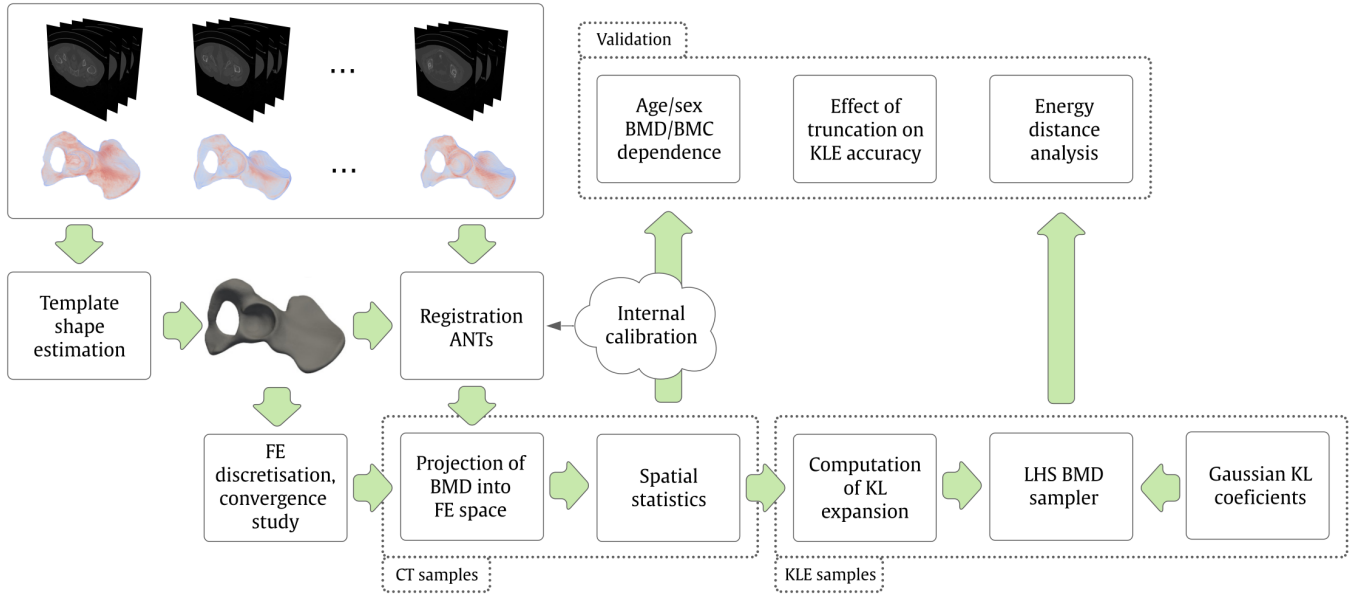 Validation
Age/sex
BMD/BMC
dependence
Effect of
truncation on
KLE accuracy
Energy
distance
analysis
...
...
Template
shape
estimation
Registration
ANTs
Internal
calibration
FE
discretisation,
convergence
study
Projection of
BMD into
FE space
Spatial
statistics
Computation
of KL
expansion
LHS BMD
sampler
Gaussian KL
coeficients
CT samples
KLE samples